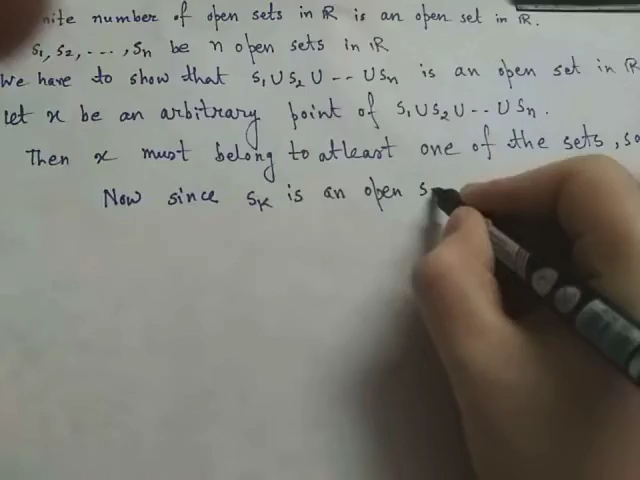 nite number of open sets in ℝ is an open set in ℝ.
S₁, S₂, ..., Sₙ be n open sets in ℝ
We have to show that S₁ ∪ S₂ ∪ -- ∪ Sₙ is an open set in ℝ
Let x be an arbitrary point of S₁ ∪ S₂ ∪ -- ∪ Sₙ.
Then x must belong to atleast one of the sets, sa
Now since Sₖ is an open s